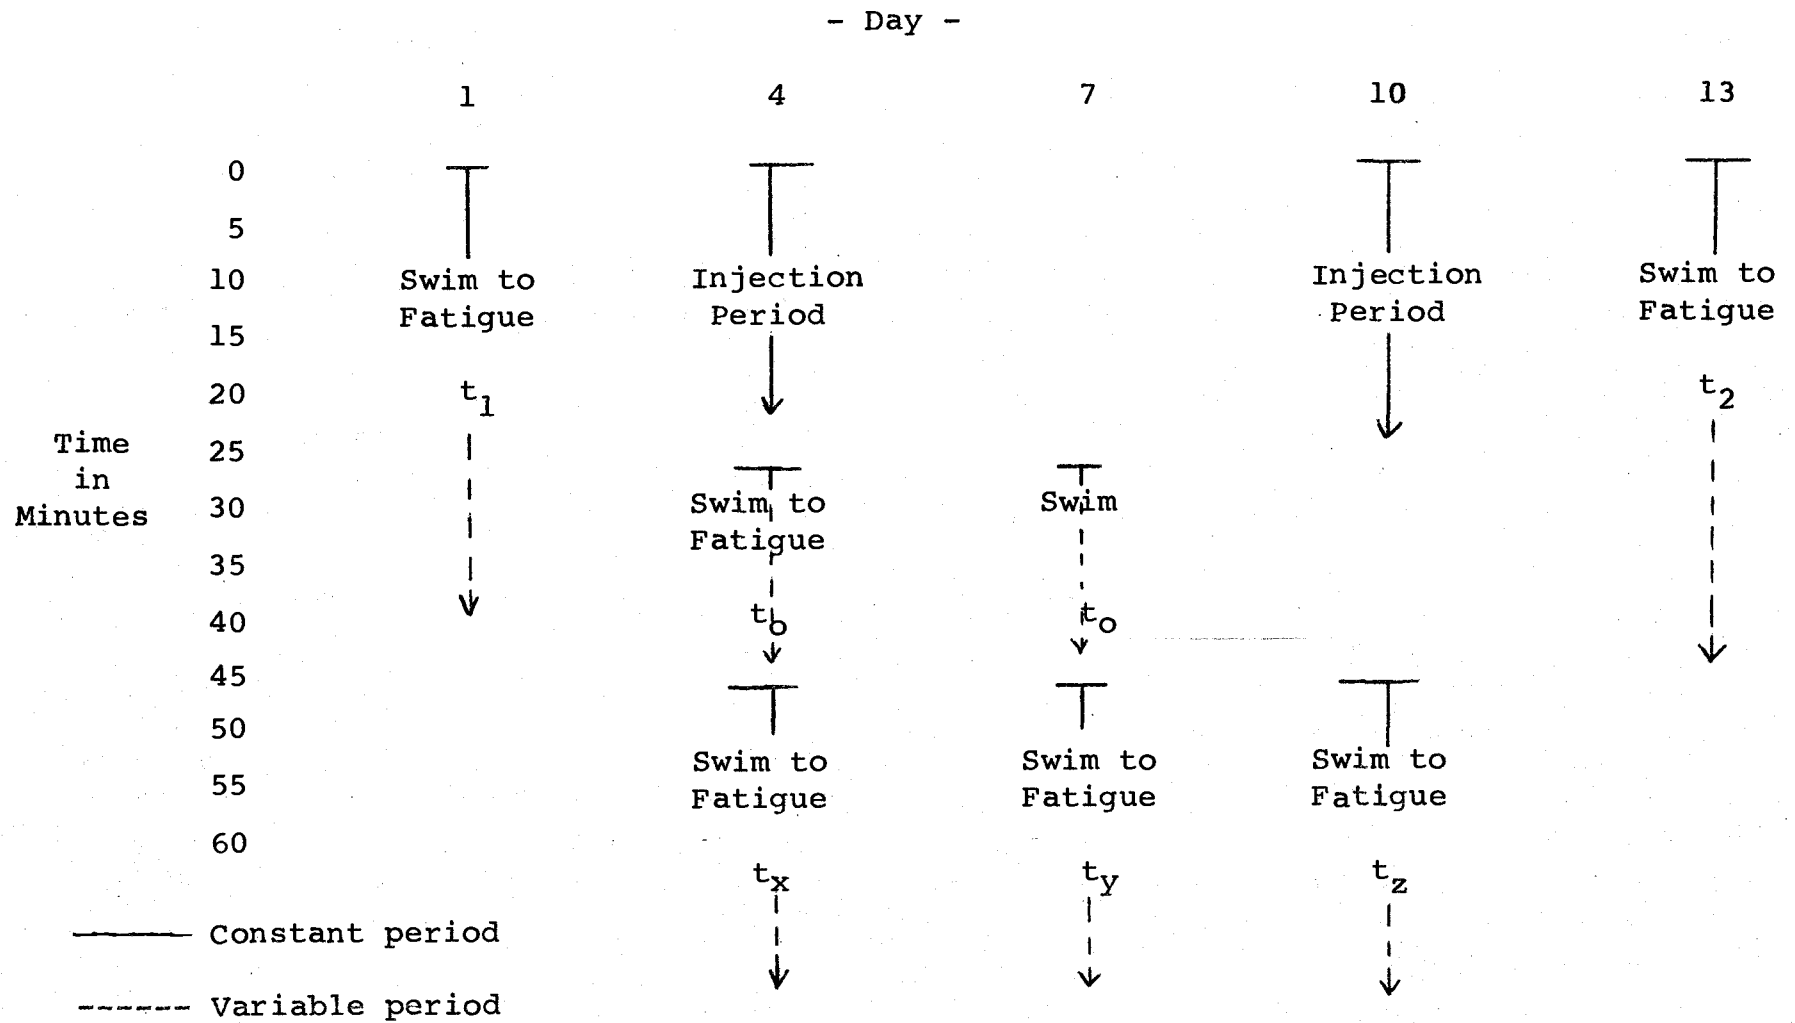 - Day -
1 4 7 10 13
0
5
10
15
20
25
30
35
40
45
50
55
60
Time
in
Minutes
Swim to
Fatigue
t1
Injection
Period
Swim to
Fatigue
to
Swim to
Fatigue
tx
Swim
to
Swim to
Fatigue
ty
Injection
Period
Swim to
Fatigue
tz
Swim to
Fatigue
t2
Constant period
Variable period